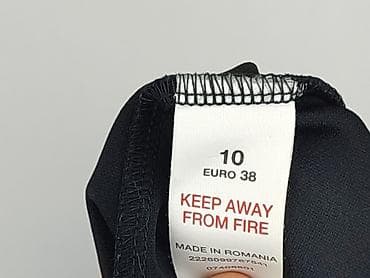 10
EURO 38
KEEP AWAY
FROM FIRE
MADE IN ROMANIA